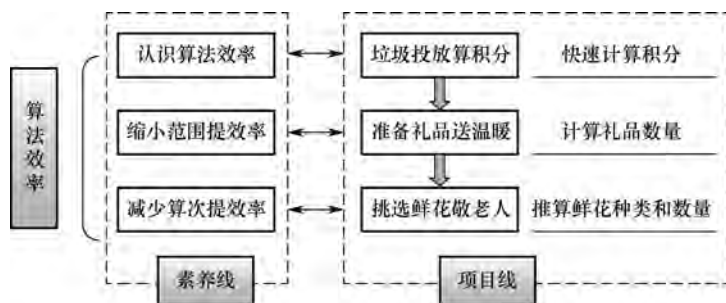 算法效率
认识算法效率
垃圾投放算积分
快速计算积分
缩小范围提效率
准备礼品送温暖
计算礼品数量
减少算次提效率
挑选鲜花敬老人
推算鲜花种类和数量
素养线
项目线